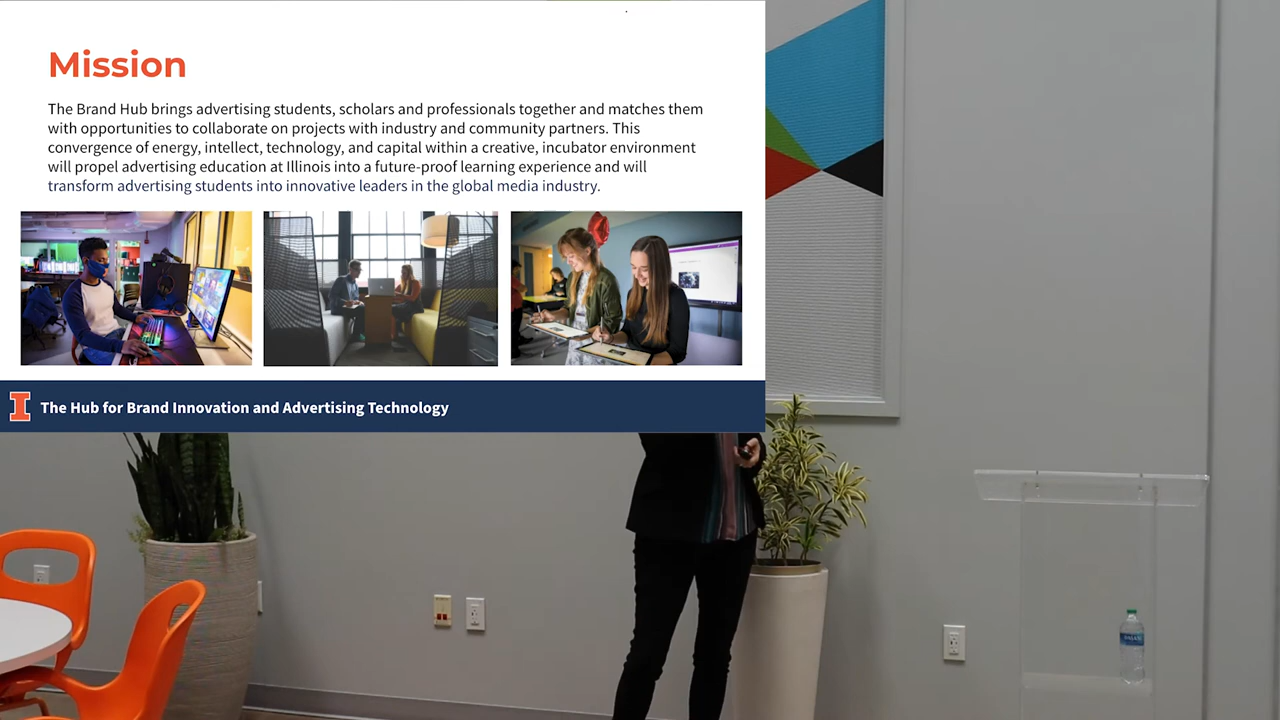 Mission
The Brand Hub brings advertising students, scholars and professionals together and matches them
with opportunities to collaborate on projects with industry and community partners. This
convergence of energy, intellect, technology, and capital within a creative, incubator environment
will propel advertising education at Illinois into a future-proof learning experience and will
transform advertising students into innovative leaders in the global media industry.
I The Hub for Brand Innovation and Advertising Technology